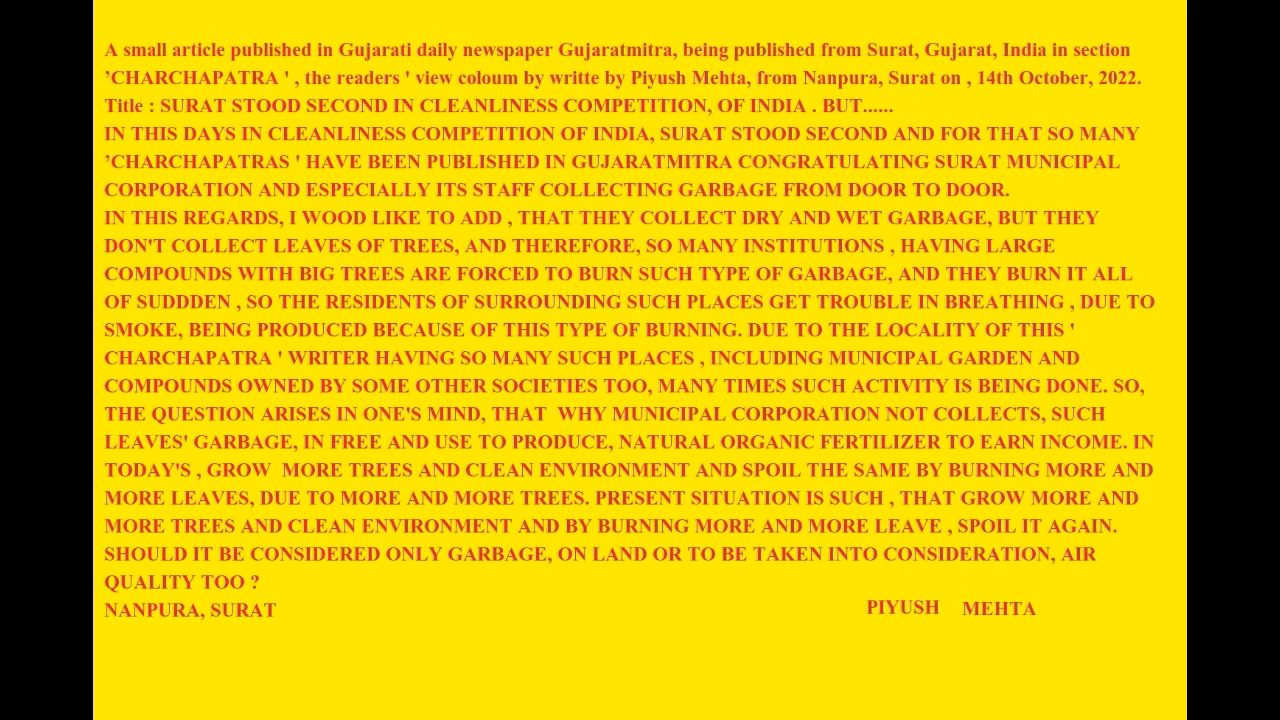 A small article published in Gujarati daily newspaper Gujaratmitra, being published from Surat, Gujarat, India in section
’CHARCHAPATRA ' , the readers ' view coloum by writte by Piyush Mehta, from Nanpura, Surat on , 14th October, 2022.
Title : SURAT STOOD SECOND IN CLEANLINESS COMPETITION, OF INDIA . BUT......
IN THIS DAYS IN CLEANLINESS COMPETITION OF INDIA, SURAT STOOD SECOND AND FOR THAT SO MANY
’CHARCHAPATRAS ' HAVE BEEN PUBLISHED IN GUJARATMITRA CONGRATULATING SURAT MUNICIPAL
CORPORATION AND ESPECIALLY ITS STAFF COLLECTING GARBAGE FROM DOOR TO DOOR.
IN THIS REGARDS, I WOOD LIKE TO ADD , THAT THEY COLLECT DRY AND WET GARBAGE, BUT THEY
DON'T COLLECT LEAVES OF TREES, AND THEREFORE, SO MANY INSTITUTIONS , HAVING LARGE
COMPOUNDS WITH BIG TREES ARE FORCED TO BURN SUCH TYPE OF GARBAGE, AND THEY BURN IT ALL
OF SUDDDEN , SO THE RESIDENTS OF SURROUNDING SUCH PLACES GET TROUBLE IN BREATHING , DUE TO
SMOKE, BEING PRODUCED BECAUSE OF THIS TYPE OF BURNING. DUE TO THE LOCALITY OF THIS '
CHARCHAPATRA ' WRITER HAVING SO MANY SUCH PLACES , INCLUDING MUNICIPAL GARDEN AND
COMPOUNDS OWNED BY SOME OTHER SOCIETIES TOO, MANY TIMES SUCH ACTIVITY IS BEING DONE. SO,
THE QUESTION ARISES IN ONE'S MIND, THAT  WHY MUNICIPAL CORPORATION NOT COLLECTS, SUCH
LEAVES' GARBAGE, IN FREE AND USE TO PRODUCE, NATURAL ORGANIC FERTILIZER TO EARN INCOME. IN
TODAY'S , GROW  MORE TREES AND CLEAN ENVIRONMENT AND SPOIL THE SAME BY BURNING MORE AND
MORE LEAVES, DUE TO MORE AND MORE TREES. PRESENT SITUATION IS SUCH , THAT GROW MORE AND
MORE TREES AND CLEAN ENVIRONMENT AND BY BURNING MORE AND MORE LEAVE , SPOIL IT AGAIN.
SHOULD IT BE CONSIDERED ONLY GARBAGE, ON LAND OR TO BE TAKEN INTO CONSIDERATION, AIR
QUALITY TOO ?
NANPURA, SURAT PIYUSH MEHTA